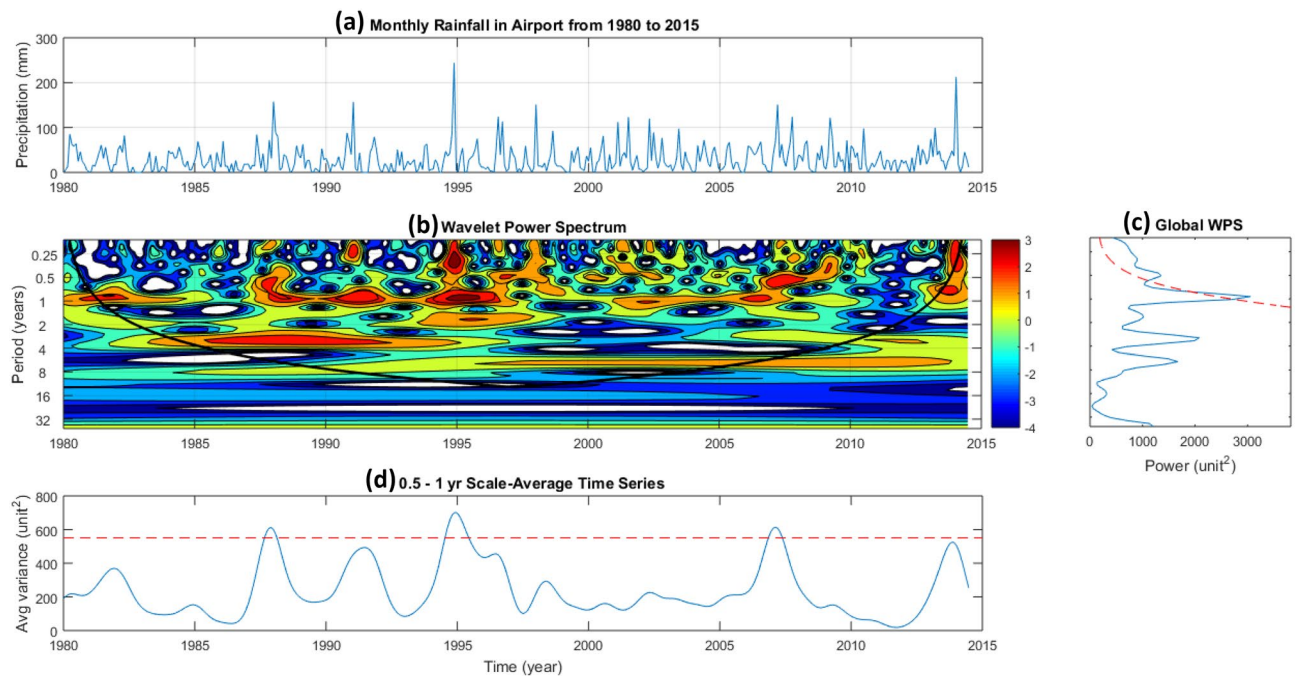 (a) Monthly Rainfall in Airport from 1980 to 2015
Precipitation (mm)
300
200
100
0
1980 1985 1990 1995 2000 2005 2010 2015
(b) Wavelet Power Spectrum
Period (years)
0.25
0.5
1
2
4
8
16
32
1980 1985 1990 1995 2000 2005 2010 2015
3
2
1
0
-1
-2
-3
-4
(c) Global WPS
0 1000 2000 3000
Power (unit²)
(d) 0.5 - 1 yr Scale-Average Time Series
Avg variance (unit²)
800
600
400
200
0
1980 1985 1990 1995 2000 2005 2010 2015
Time (year)